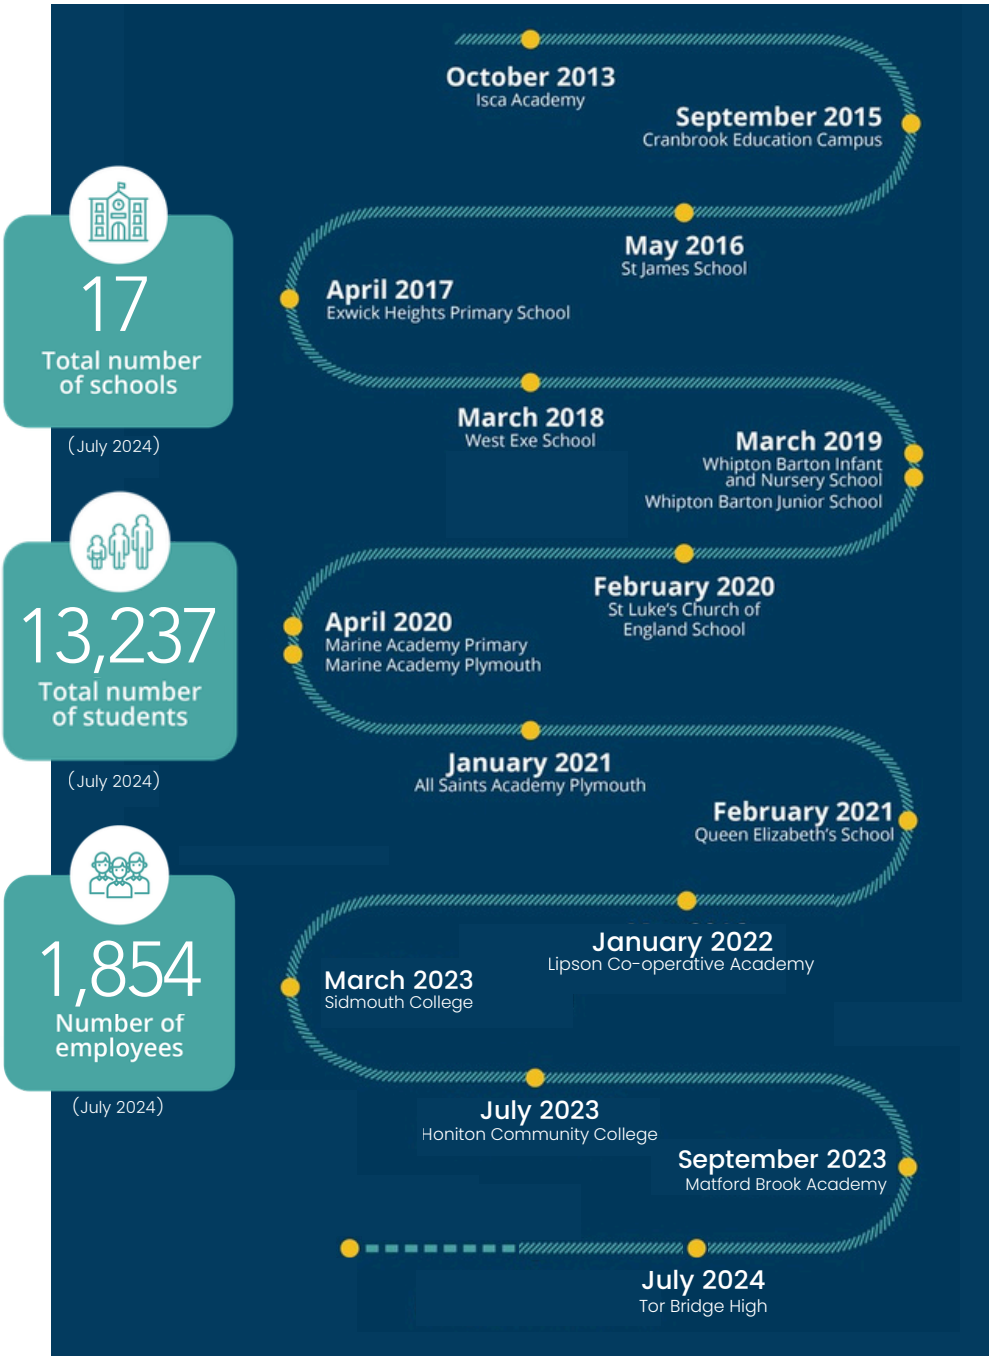 October 2013
Isca Academy
September 2015
Cranbrook Education Campus
May 2016
St James School
April 2017
Exwick Heights Primary School
March 2018
West Exe School
March 2019
Whipton Barton Infant
and Nursery School
Whipton Barton Junior School
February 2020
St Luke's Church of
England School
April 2020
Marine Academy Primary
Marine Academy Plymouth
January 2021
All Saints Academy Plymouth
February 2021
Queen Elizabeth's School
January 2022
Lipson Co-operative Academy
March 2023
Sidmouth College
July 2023
Honiton Community College
September 2023
Matford Brook Academy
July 2024
Tor Bridge High
17
Total number
of schools
(July 2024)
13,237
Total number
of students
(July 2024)
1,854
Number of
employees
(July 2024)